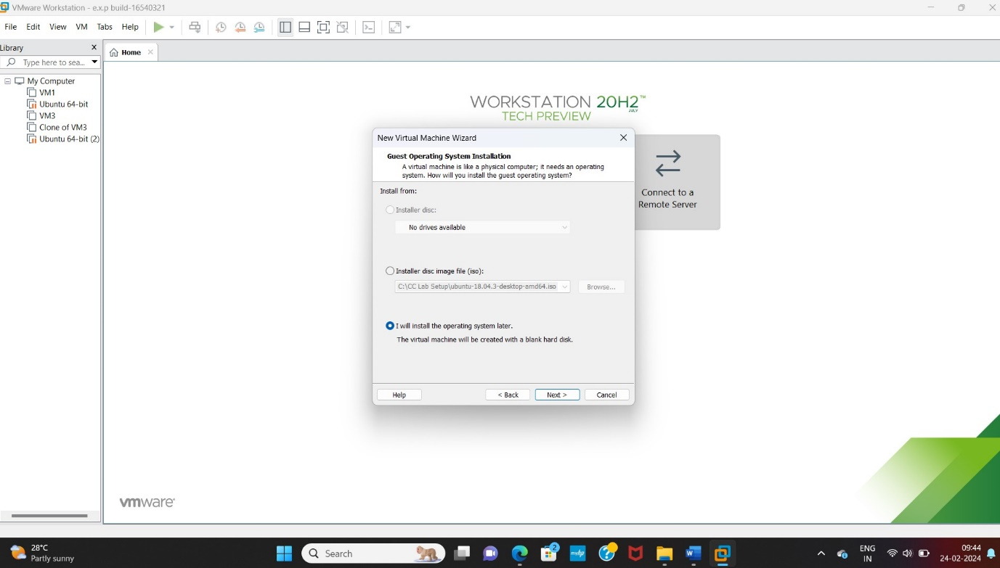 VMware Workstation - e.x.p build-16540321
File Edit View VM Tabs Help
Library
Home
Type here to sea...
My Computer
VM1
Ubuntu 64-bit
VM3
Clone of VM3
Ubuntu 64-bit (2)
WORKSTATION 20H2™
JULY
TECH PREVIEW
New Virtual Machine Wizard
Guest Operating System Installation
A virtual machine is like a physical computer; it needs an operating
system. How will you install the guest operating system?
Install from:
Installer disc:
No drives available
Installer disc image file (iso):
C:\CC Lab Setup\ubuntu-18.04.3-desktop-amd64.iso
Browse...
I will install the operating system later.
The virtual machine will be created with a blank hard disk.
Help < Back Next > Cancel
Connect to a
Remote Server
vmware®
28°C
Partly sunny
Search
2
myhp
W
ENG
IN
09:44
24-02-2024